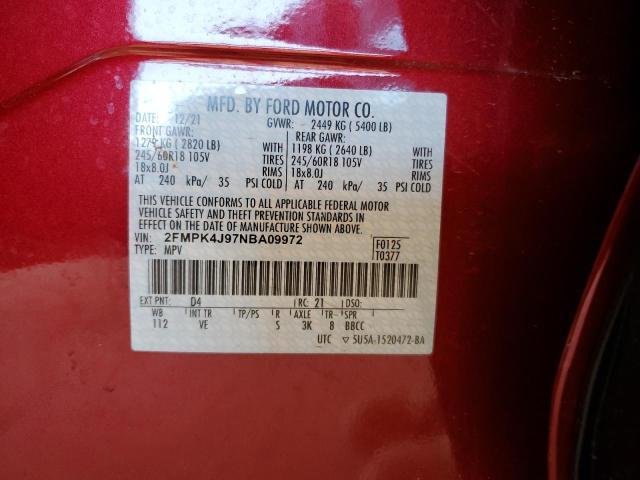 MFD. BY FORD MOTOR CO.
DATE: 12/21 GVWR: 2449 KG ( 5400 LB)
FRONT GAWR: REAR GAWR:
1279 KG ( 2820 LB) WITH 1198 KG ( 2640 LB) WITH
245/60R18 105V TIRES 245/60R18 105V TIRES
18x8.0J RIMS 18x8.0J RIMS
AT 240 kPa/ 35 PSI COLD AT 240 kPa/ 35 PSI COLD
THIS VEHICLE CONFORMS TO ALL APPLICABLE FEDERAL MOTOR
VEHICLE SAFETY AND THEFT PREVENTION STANDARDS IN
EFFECT ON THE DATE OF MANUFACTURE SHOWN ABOVE.
VIN: 2FMPK4J97NBA09972 F0125
TYPE: MPV T0377
EXT PNT: D4 RC: 21 DSO:
WB INT TR TP/PS R AXLE TR SPR
112 VE S 3K 8 BBCC
UTC ▽ 5U5A-1520472-BA